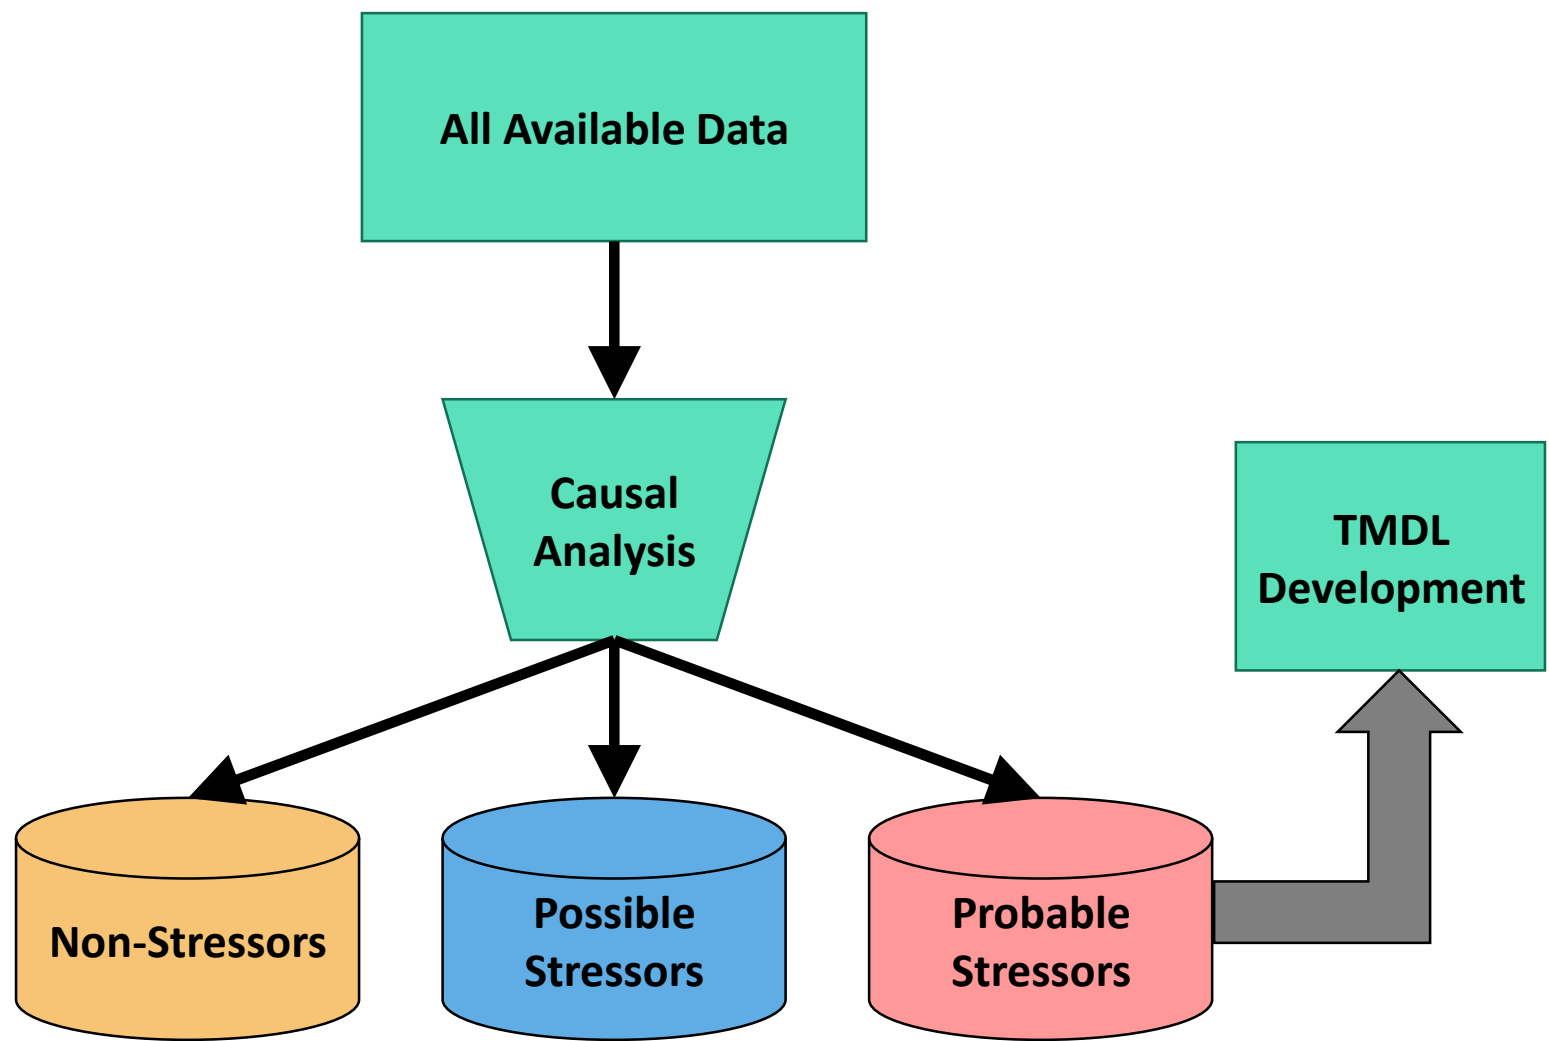 All Available Data
Causal
Analysis
TMDL
Development
Non-Stressors
Possible
Stressors
Probable
Stressors